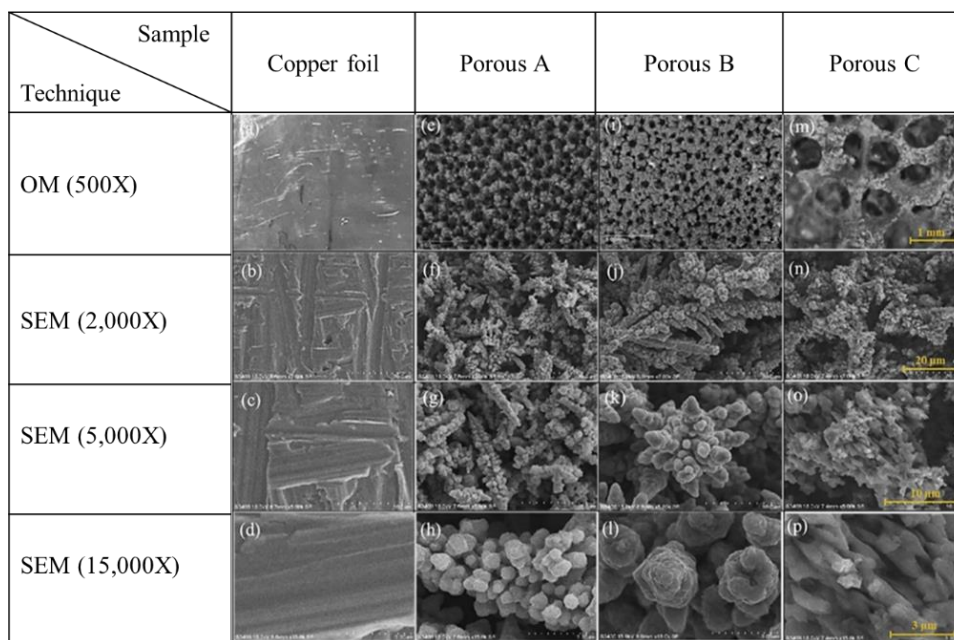 Sample
Technique
Copper foil
Porous A
Porous B
Porous C
OM (500X)
(a)
(e)
(i)
(m)
1 mm
SEM (2,000X)
(b)
(f)
(j)
(n)
20 μm
SEM (5,000X)
(c)
(g)
(k)
(o)
10 μm
SEM (15,000X)
(d)
(h)
(l)
(p)
3 μm